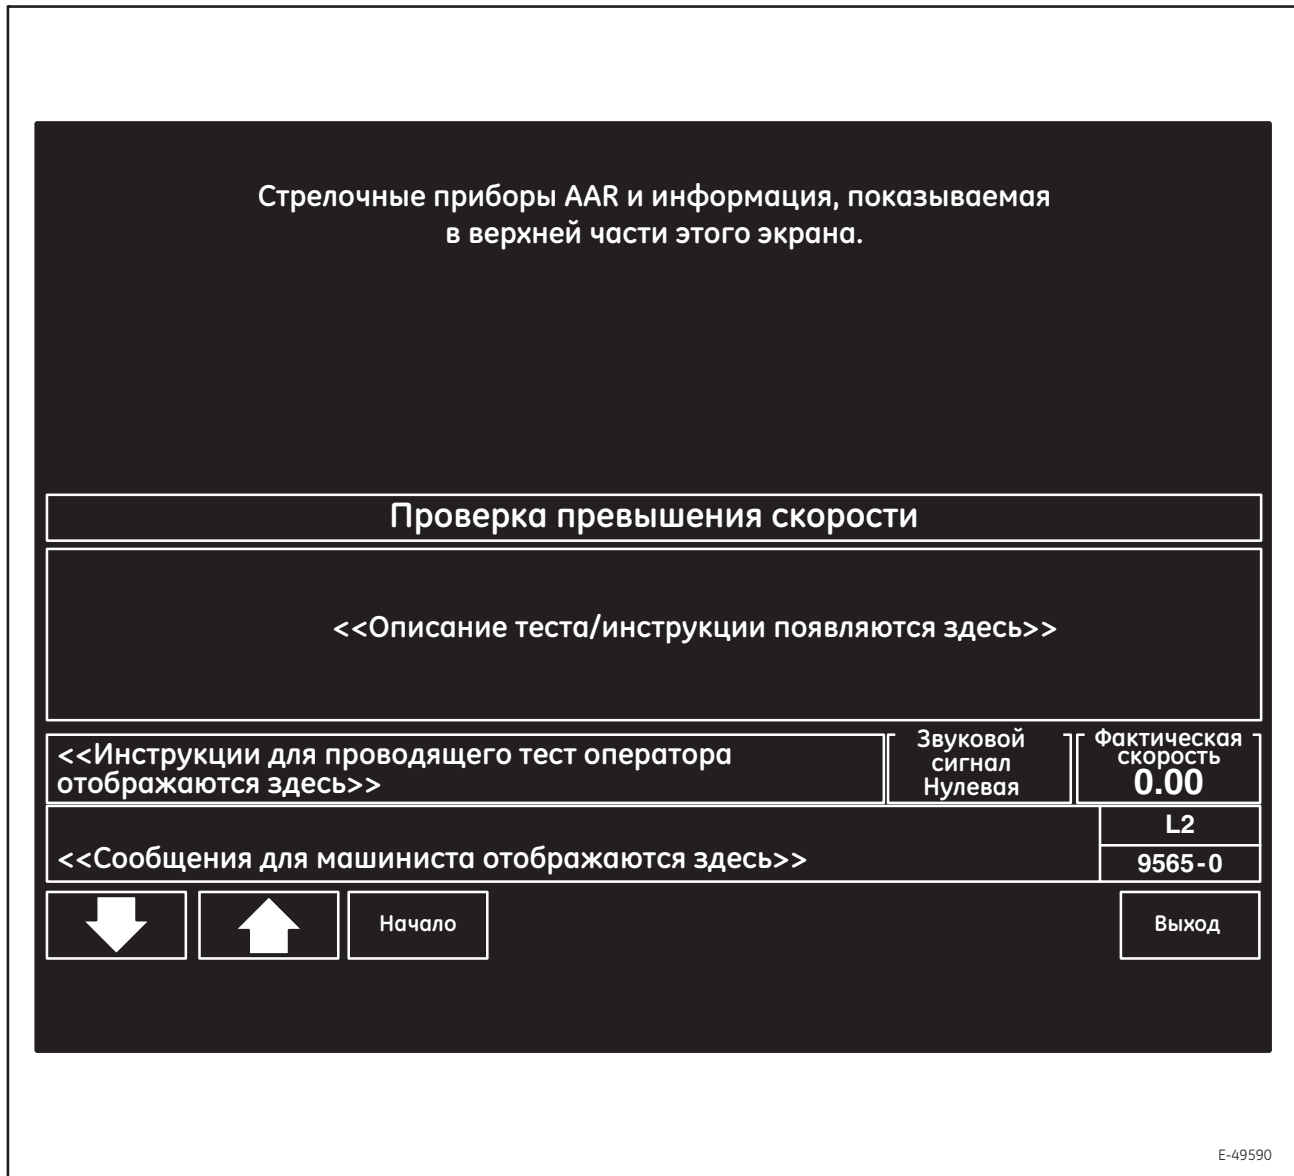 Стрелочные приборы AAR и информация, показываемая
в верхней части этого экрана.
Проверка превышения скорости
<<Описание теста/инструкции появляются здесь>>
<<Инструкции для проводящего тест оператора
отображаются здесь>>
Звуковой
сигнал
Нулевая
Фактическая
скорость
0.00
<<Сообщения для машиниста отображаются здесь>>
L2
9565-0
Начало
Выход
E-49590